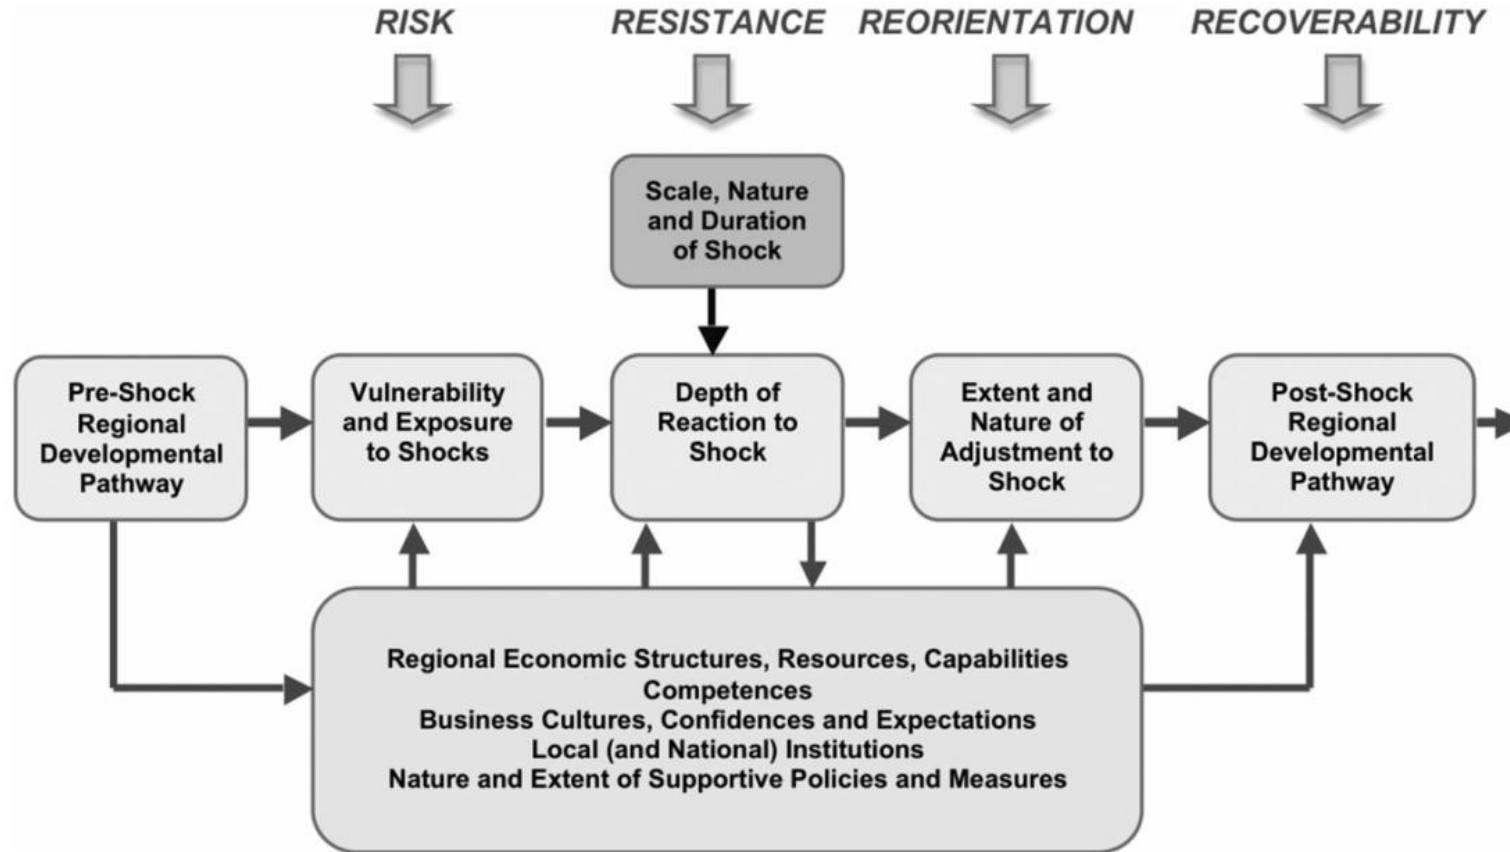 RISK
RESISTANCE
REORIENTATION
RECOVERABILITY
Scale, Nature
and Duration
of Shock
Pre-Shock
Regional
Developmental
Pathway
Vulnerability
and Exposure
to Shocks
Depth of
Reaction to
Shock
Extent and
Nature of
Adjustment to
Shock
Post-Shock
Regional
Developmental
Pathway
Regional Economic Structures, Resources, Capabilities
Competences
Business Cultures, Confidences and Expectations
Local (and National) Institutions
Nature and Extent of Supportive Policies and Measures